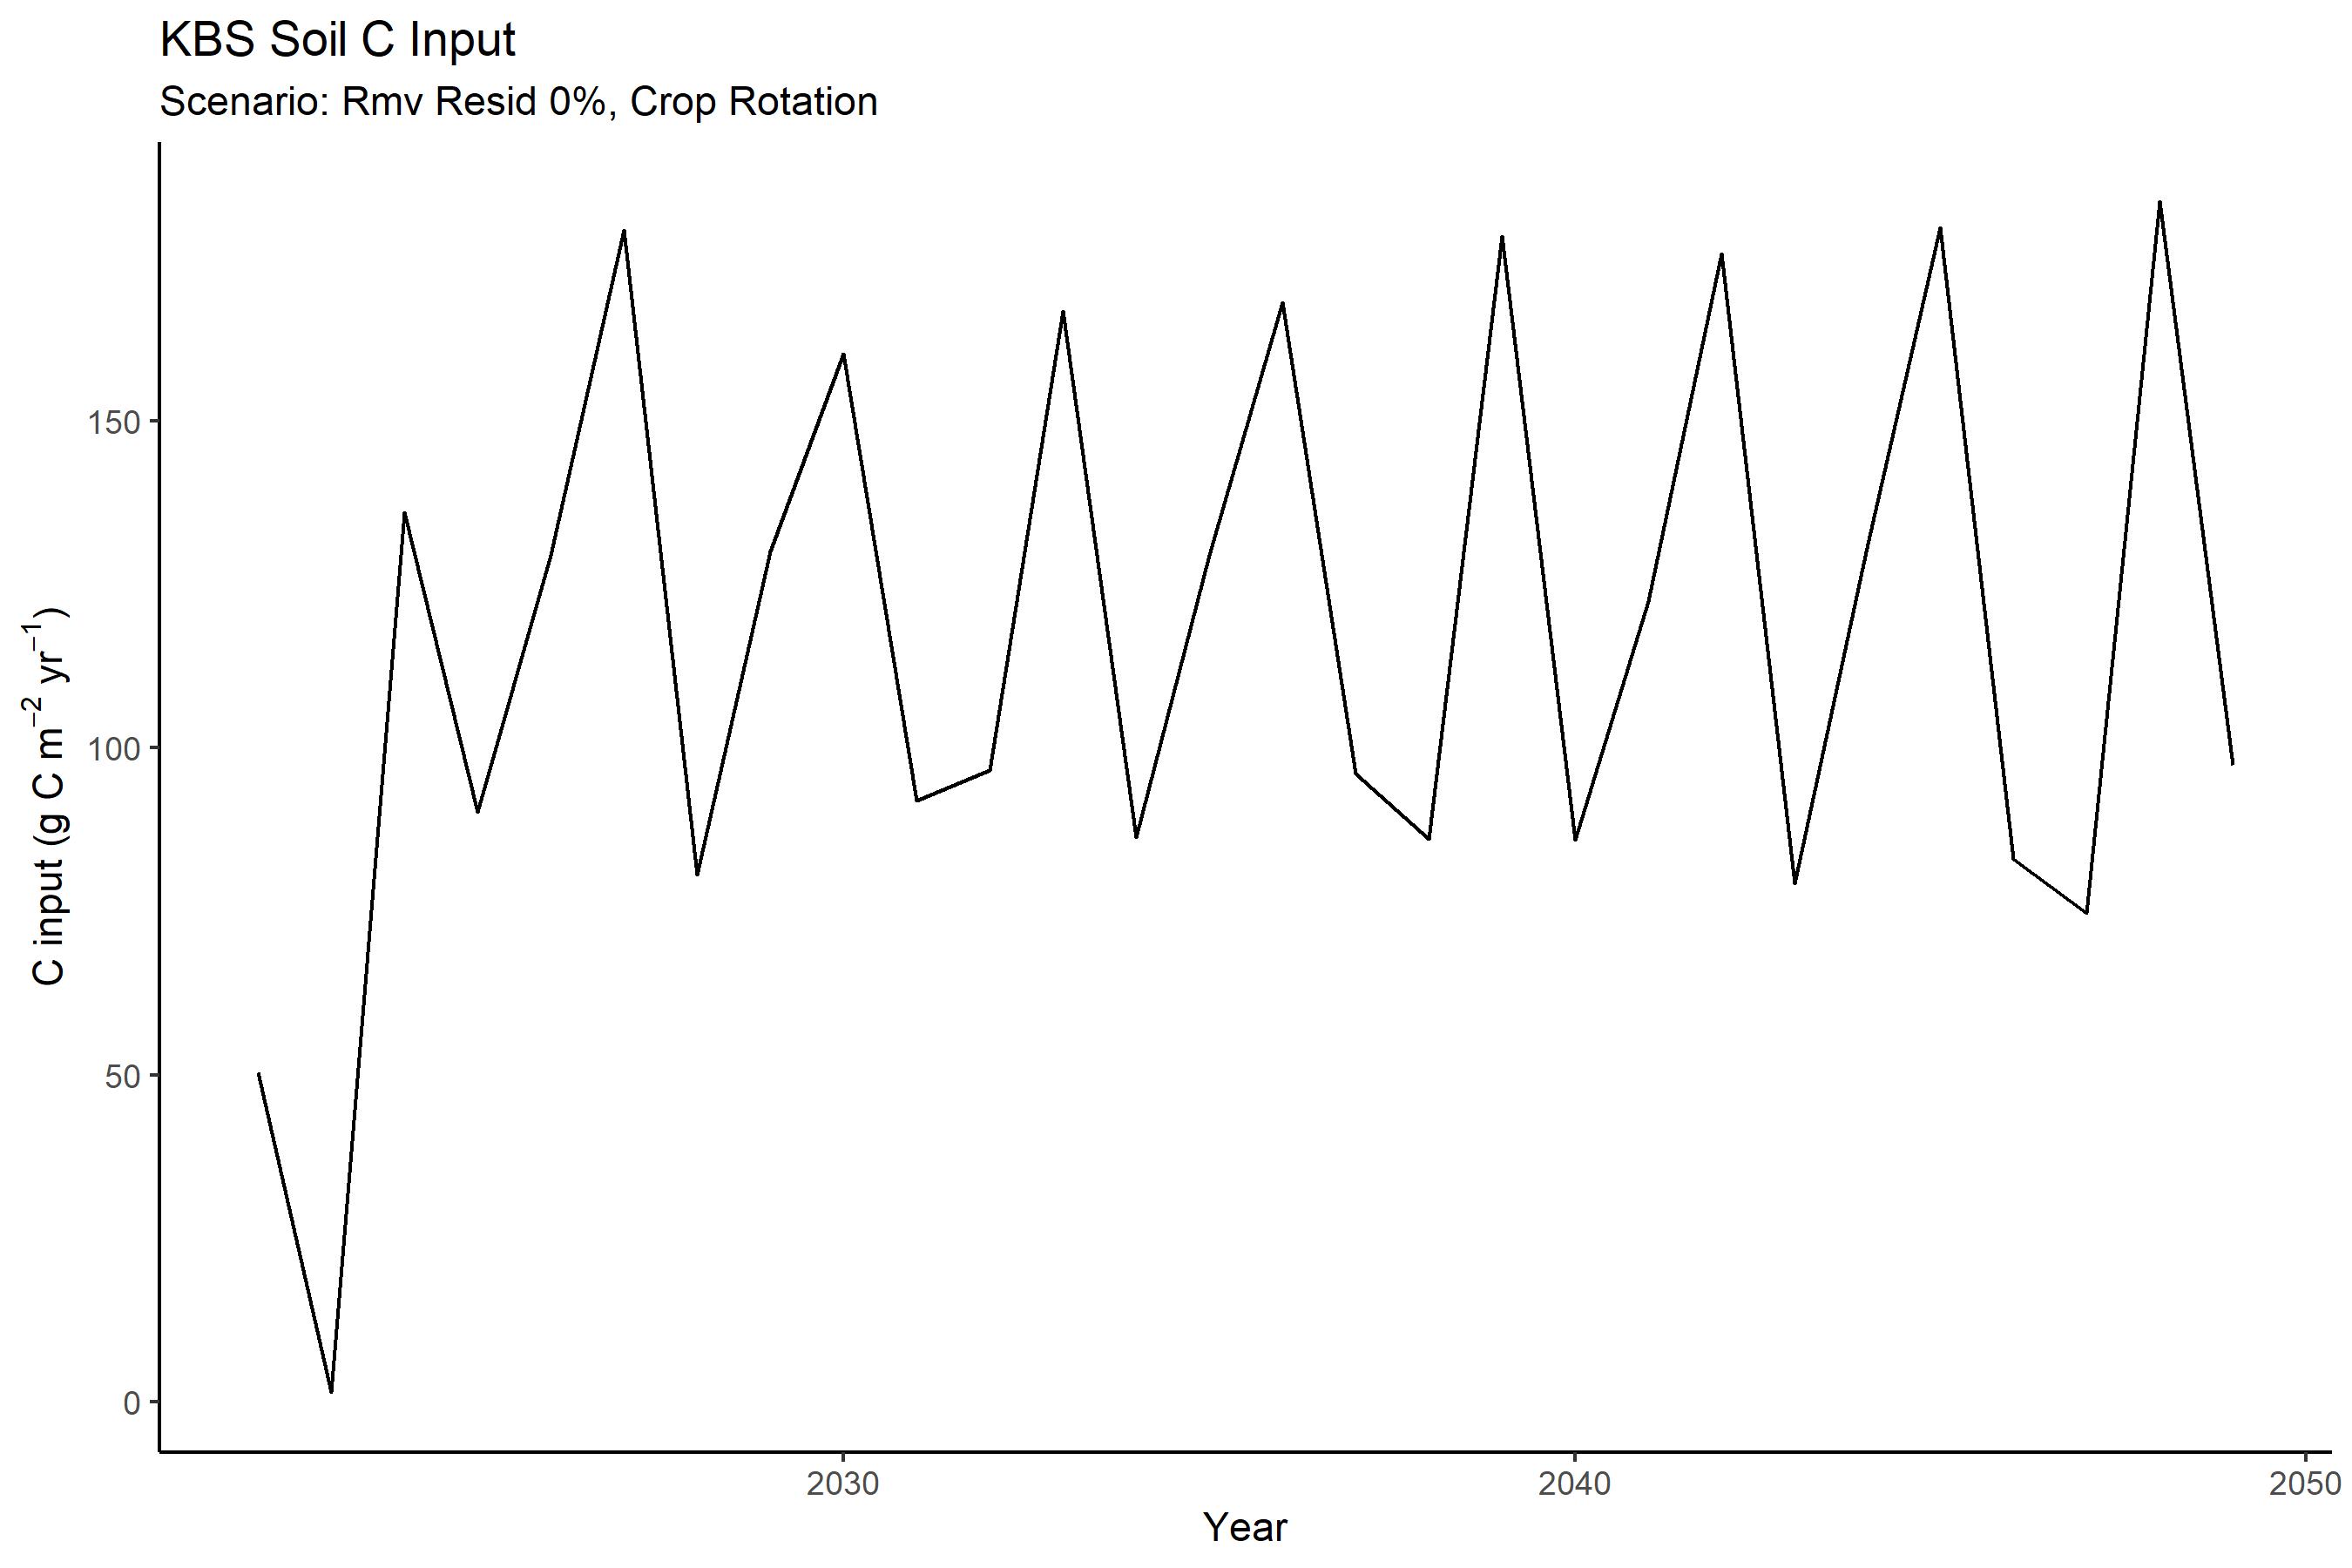 KBS Soil C Input
Scenario: Rmv Resid 0%, Crop Rotation
C input (g C m⁻² yr⁻¹)
150
100
50
0
2030
2040
2050
Year